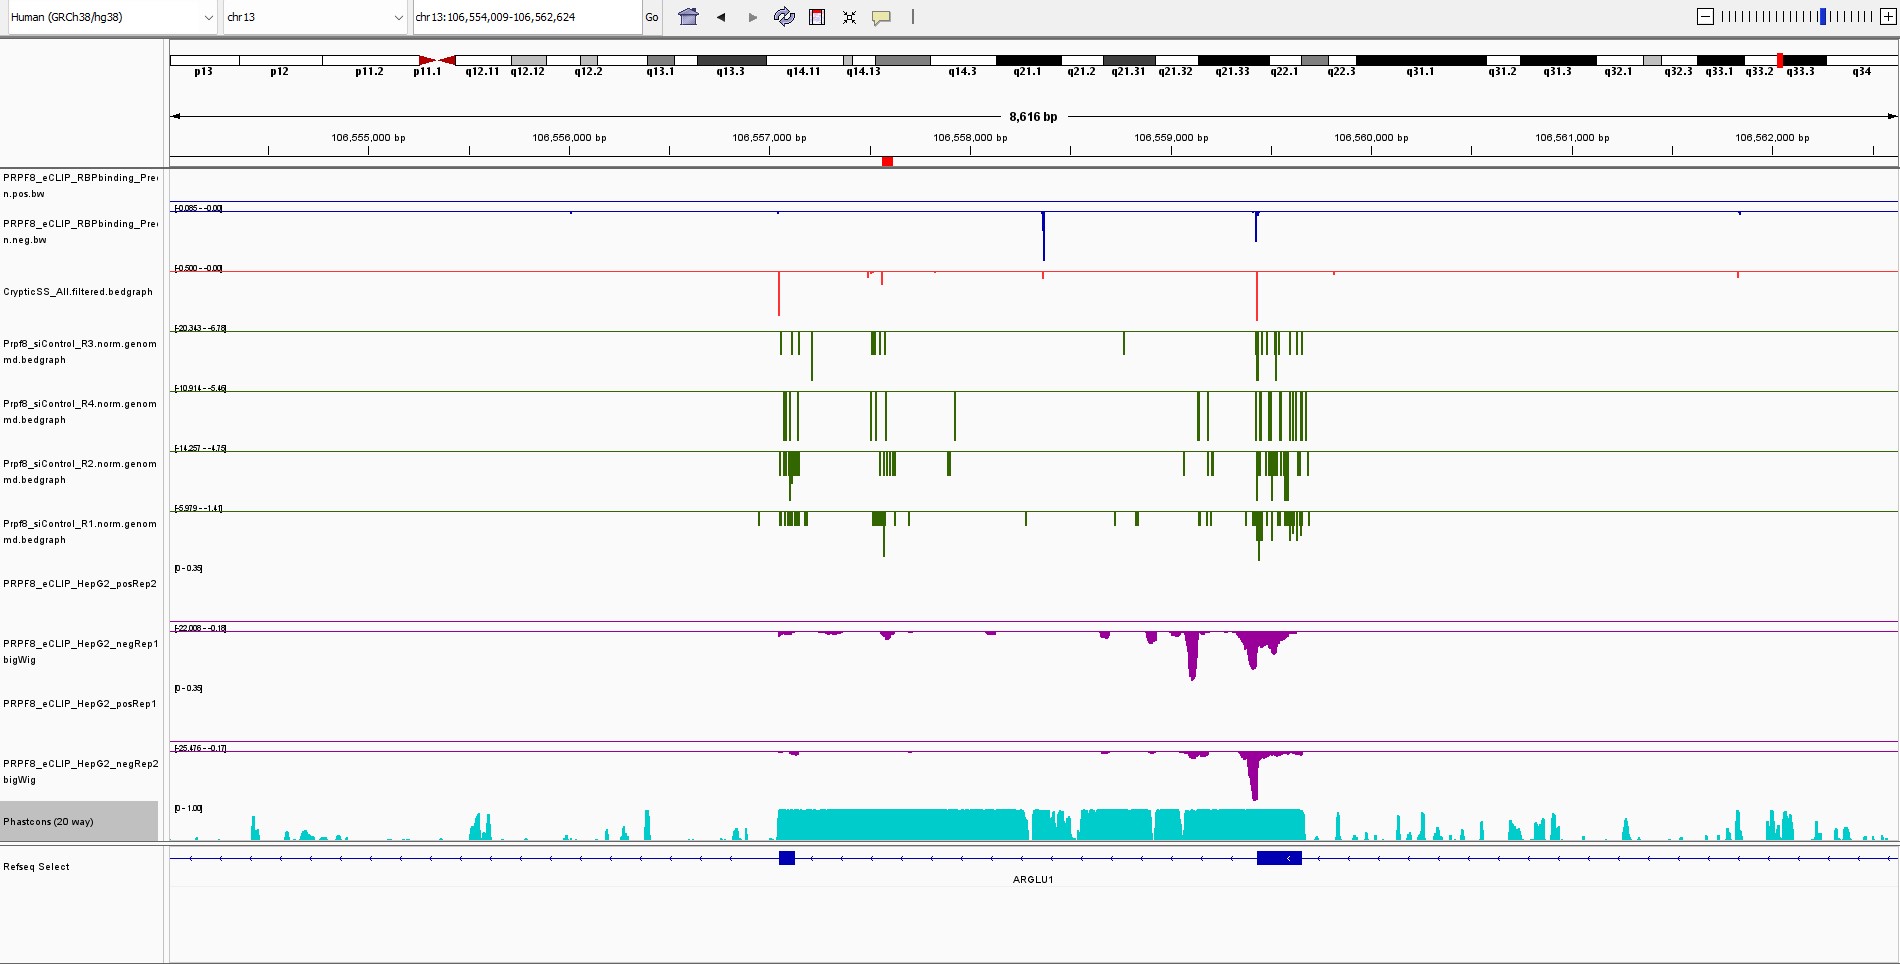 Human (GRCh38/hg38) chr13 chr13:106,554,009-106,562,624 Go
p13 p12 p11.2 p11.1 q12.11 q12.12 q12.2 q13.1 q13.3 q14.11 q14.13 q14.3 q21.1 q21.2 q21.31 q21.32 q21.33 q22.1 q22.3 q31.1 q31.2 q31.3 q32.1 q32.3 q33.1 q33.2 q33.3 q34
8,616 bp
106,555,000 bp 106,556,000 bp 106,557,000 bp 106,558,000 bp 106,559,000 bp 106,560,000 bp 106,561,000 bp 106,562,000 bp
PRPF8_eCLIP_RBPbinding_Pre
n.pos.bw
[-0.085 - -0.00]
PRPF8_eCLIP_RBPbinding_Pre
n.neg.bw
[-0.500 - -0.00]
CrypticSS_All.filtered.bedgraph
[-20.343 - -6.78]
Prpf8_siControl_R3.norm.genom
md.bedgraph
[-10.914 - -5.46]
Prpf8_siControl_R4.norm.genom
md.bedgraph
[-14.257 - -4.75]
Prpf8_siControl_R2.norm.genom
md.bedgraph
[-5.979 - -1.41]
Prpf8_siControl_R1.norm.genom
md.bedgraph
[0 - 0.35]
PRPF8_eCLIP_HepG2_posRep2
[-22.008 - -0.18]
PRPF8_eCLIP_HepG2_negRep1
bigWig
[0 - 0.35]
PRPF8_eCLIP_HepG2_posRep1
[-25.476 - -0.17]
PRPF8_eCLIP_HepG2_negRep2
bigWig
[0 - 1.00]
Phastcons (20 way)
Refseq Select
ARGLU1